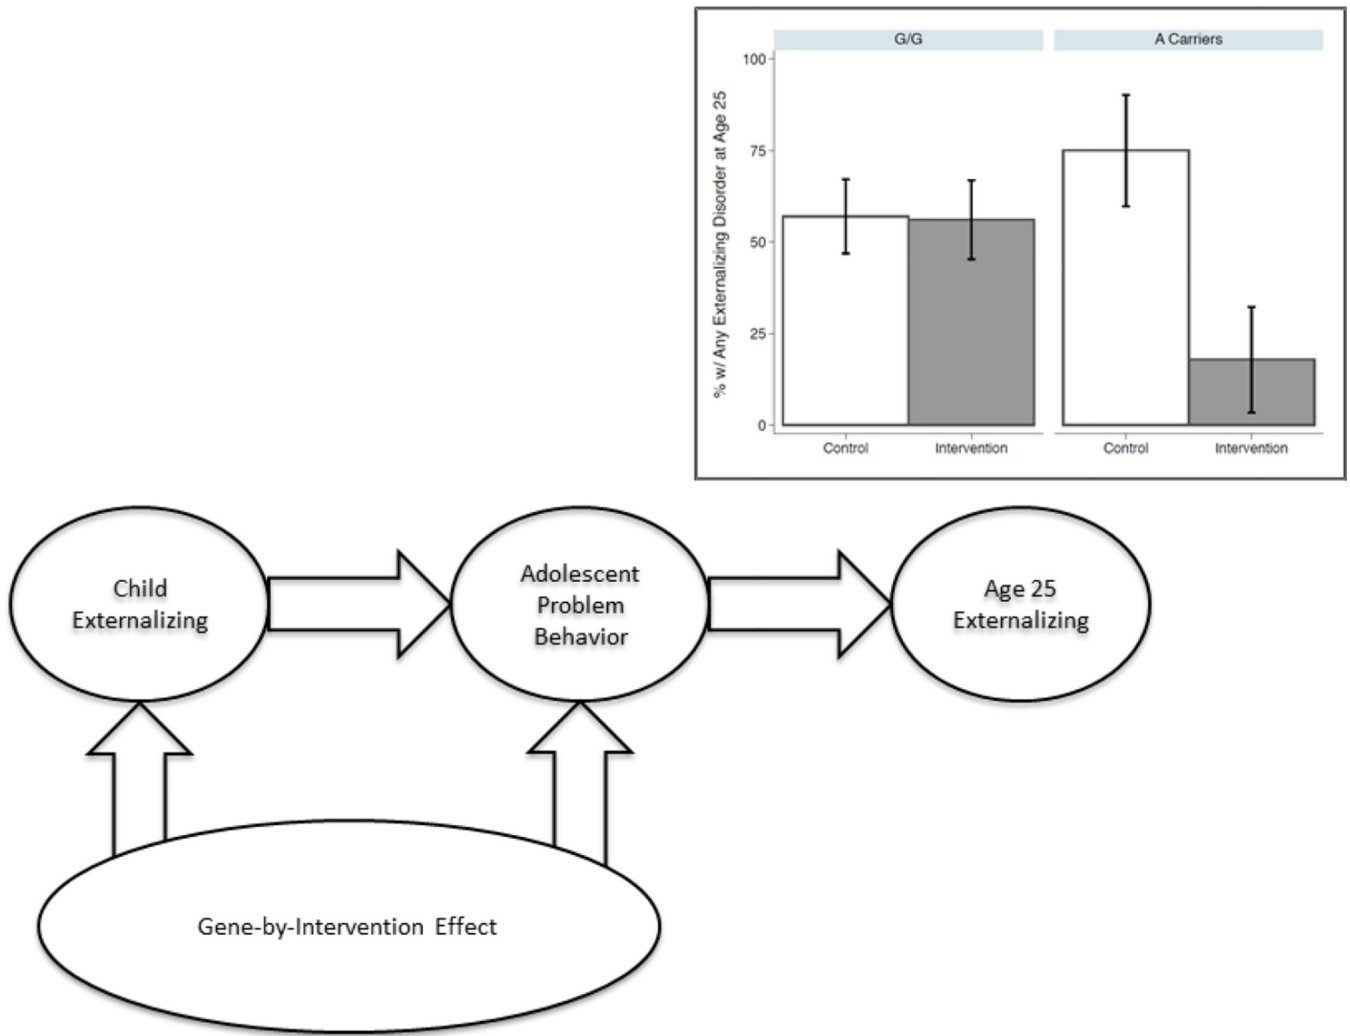 G/G
A Carriers
% w/ Any Externalizing Disorder at Age 25
100
75
50
25
0
Control
Intervention
Control
Intervention
Child
Externalizing
Adolescent
Problem
Behavior
Age 25
Externalizing
Gene-by-Intervention Effect